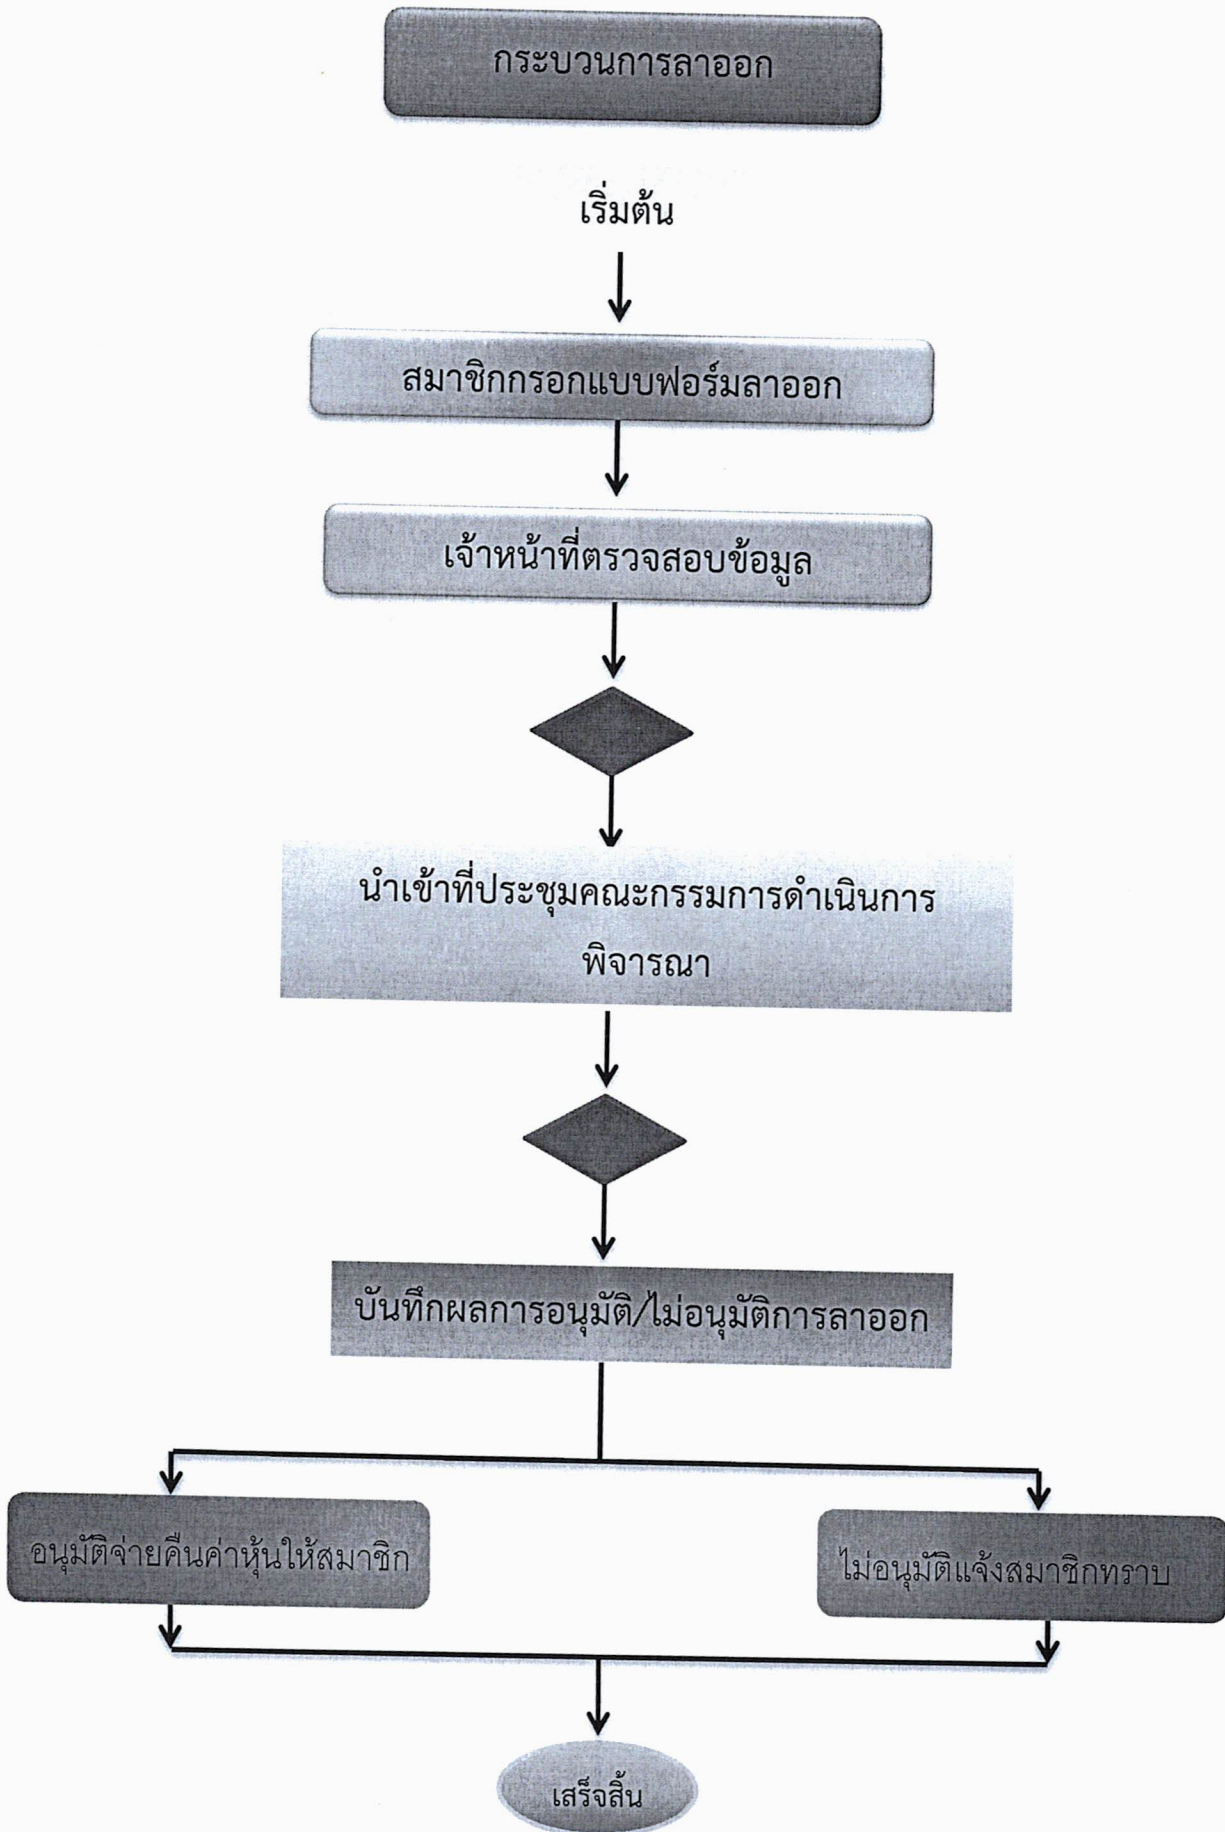 กระบวนการลาออก
เริ่มต้น
สมาชิกกรอกแบบฟอร์มลาออก
เจ้าหน้าที่ตรวจสอบข้อมูล
นำเข้าที่ประชุมคณะกรรมการดำเนินการ
พิจารณา
บันทึกผลการอนุมัติ/ไม่อนุมัติการลาออก
อนุมัติจ่ายคืนค่าหุ้นให้สมาชิก
ไม่อนุมัติแจ้งสมาชิกทราบ
เสร็จสิ้น